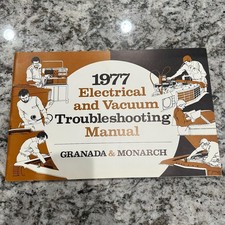 1977
Electrical
and Vacuum
Troubleshooting
Manual
GRANADA & MONARCH